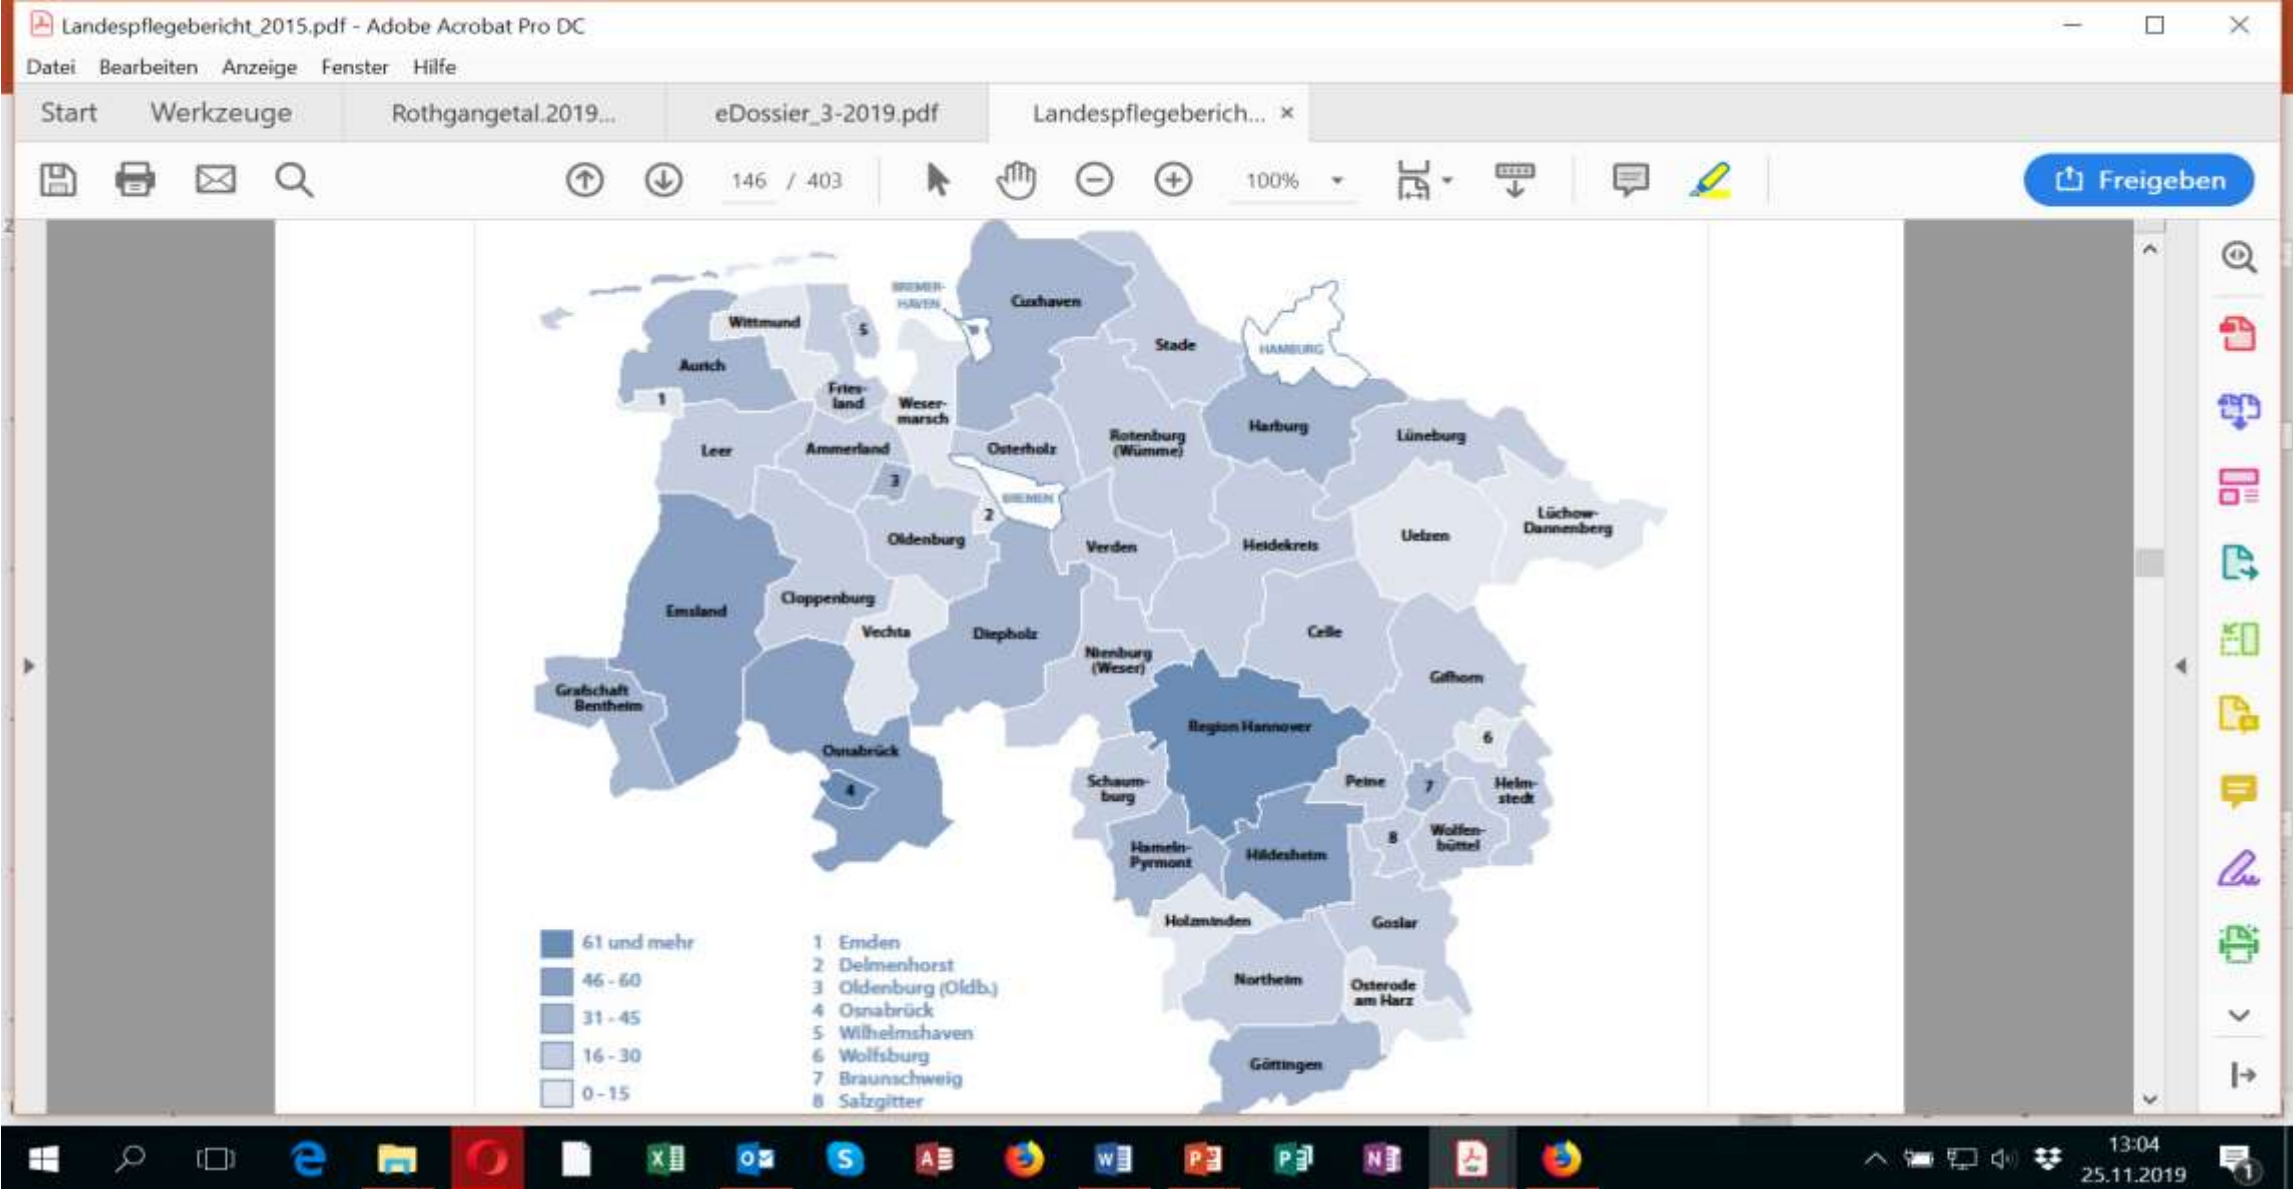 Landespflegebericht_2015.pdf - Adobe Acrobat Pro DC
Datei Bearbeiten Anzeige Fenster Hilfe
Start Werkzeuge Rothgangetal.2019... eDossier_3-2019.pdf Landespflegeberich... ×
146 / 403 100% Freigeben
BREMER-
HAVEN
Cuxhaven
Wittmund
5
Stade
HAMBURG
Aurich
1
Fries-
land
Weser-
marsch
Harburg
Lüneburg
Rotenburg
(Wümme)
Leer
Ammerland
Osterholz
3
BREMEN
2
Lüchow-
Dannenberg
Oldenburg
Verden
Heidekreis
Uelzen
Cloppenburg
Emsland
Vechta
Diepholz
Celle
Nienburg
(Weser)
Gifhorn
Grafschaft
Bentheim
Region Hannover
6
Osnabrück
4
Schaum-
burg
Peine
7
Helm-
stedt
8
Wolfen-
büttel
Hameln-
Pyrmont
Hildesheim
Holzminden
Goslar
Northeim
Osterode
am Harz
Göttingen
61 und mehr
46 - 60
31 - 45
16 - 30
0 - 15
1 Emden
2 Delmenhorst
3 Oldenburg (Oldb.)
4 Osnabrück
5 Wilhelmshaven
6 Wolfsburg
7 Braunschweig
8 Salzgitter
13:04
25.11.2019
1